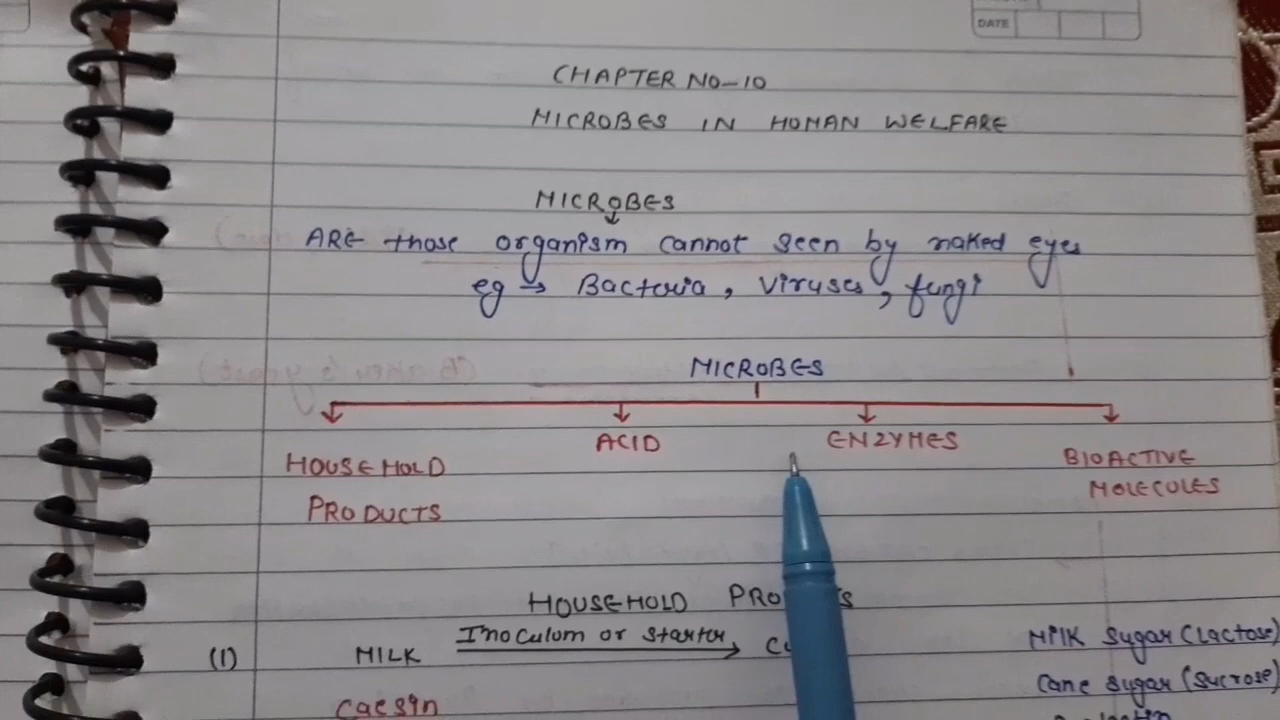 DATE
CHAPTER NO-10
MICROBES IN HUMAN WELFARE
MICROBES
ARE those organism cannot seen by naked eyes
eg → Bacteria, Viruses, fungi
MICROBES
HOUSEHOLD PRODUCTS
ACID
ENZYMES
BIOACTIVE MOLECULES
HOUSEHOLD
(1) MILK Inoculum or starter
Milk Sugar (Lactose)
Caesin
Cane Sugar (Sucrose)